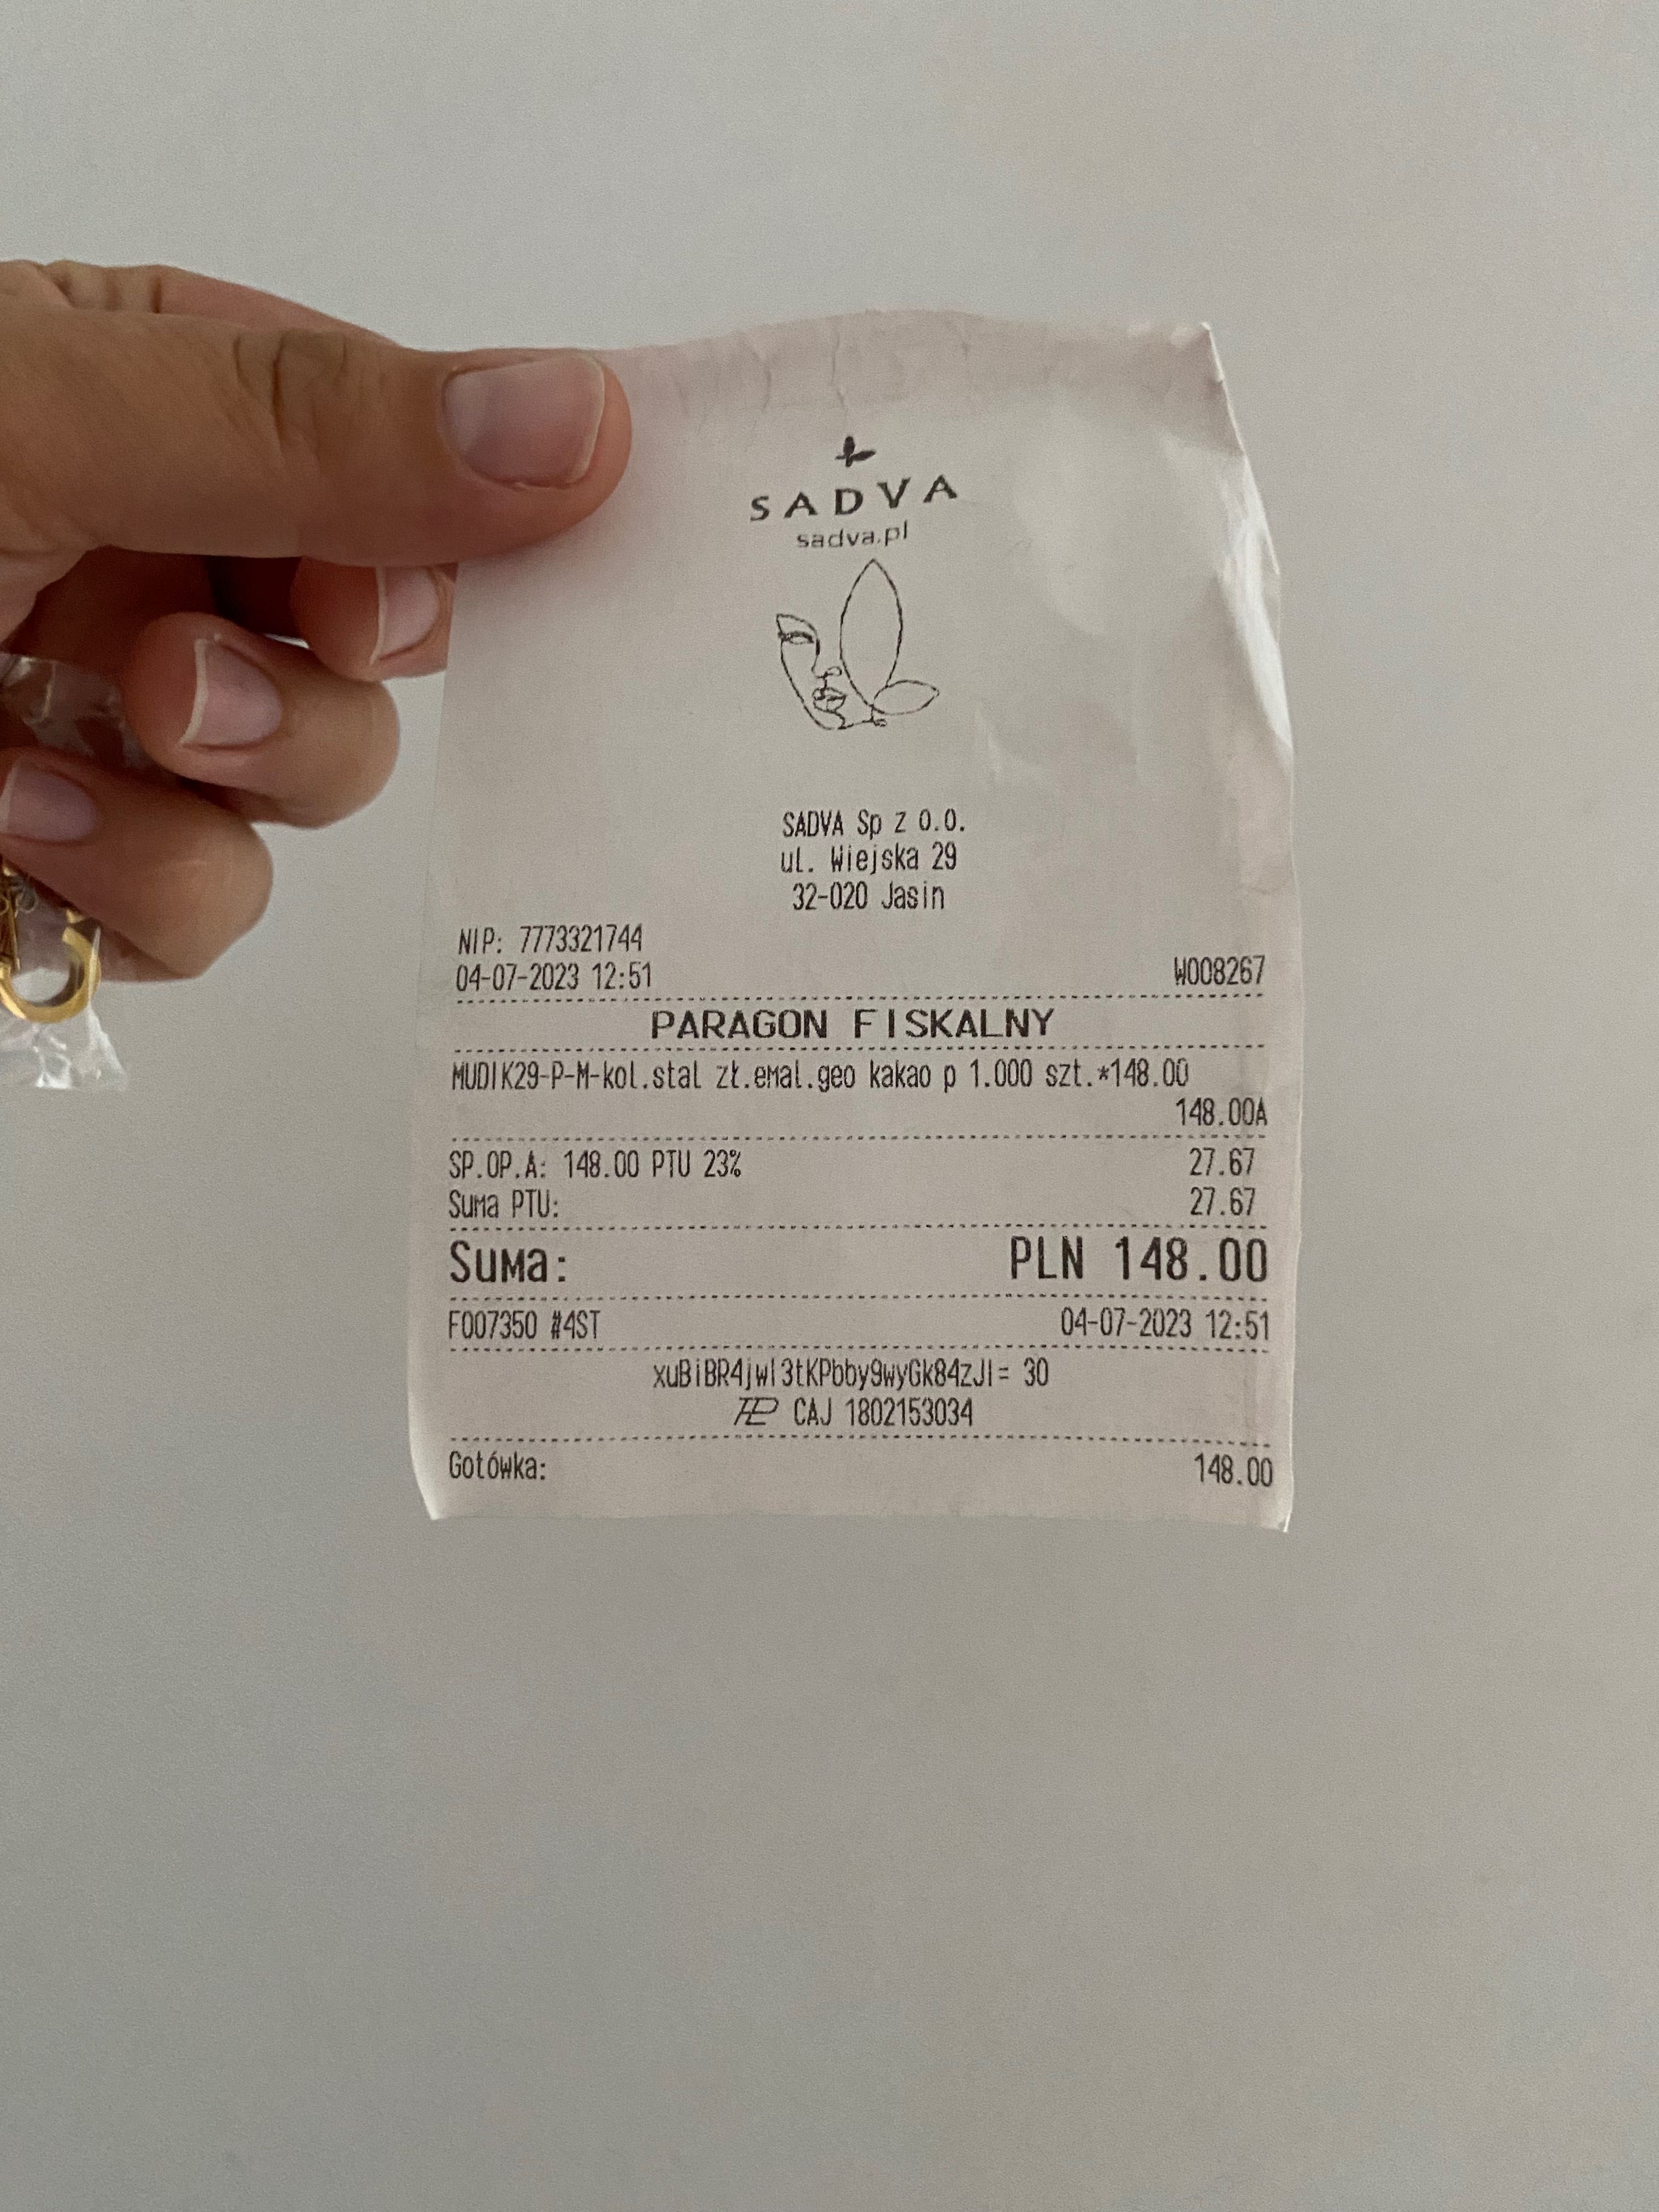 SADVA
sadva.pl
SADVA Sp z o.o.
ul. Wiejska 29
32-020 Jasin
NIP: 7773321744
04-07-2023 12:51 W008267
PARAGON FISKALNY
MUDIK29-P-M-kol.stal zł.emal.geo kakao p 1.000 szt.*148.00
148.00A
SP.OP.A: 148.00 PTU 23% 27.67
Suma PTU: 27.67
Suma: PLN 148.00
F007350 #4ST 04-07-2023 12:51
xuBiBR4jwl3tKPbby9wyGk84zJI= 30
CAJ 1802153034
Gotówka: 148.00